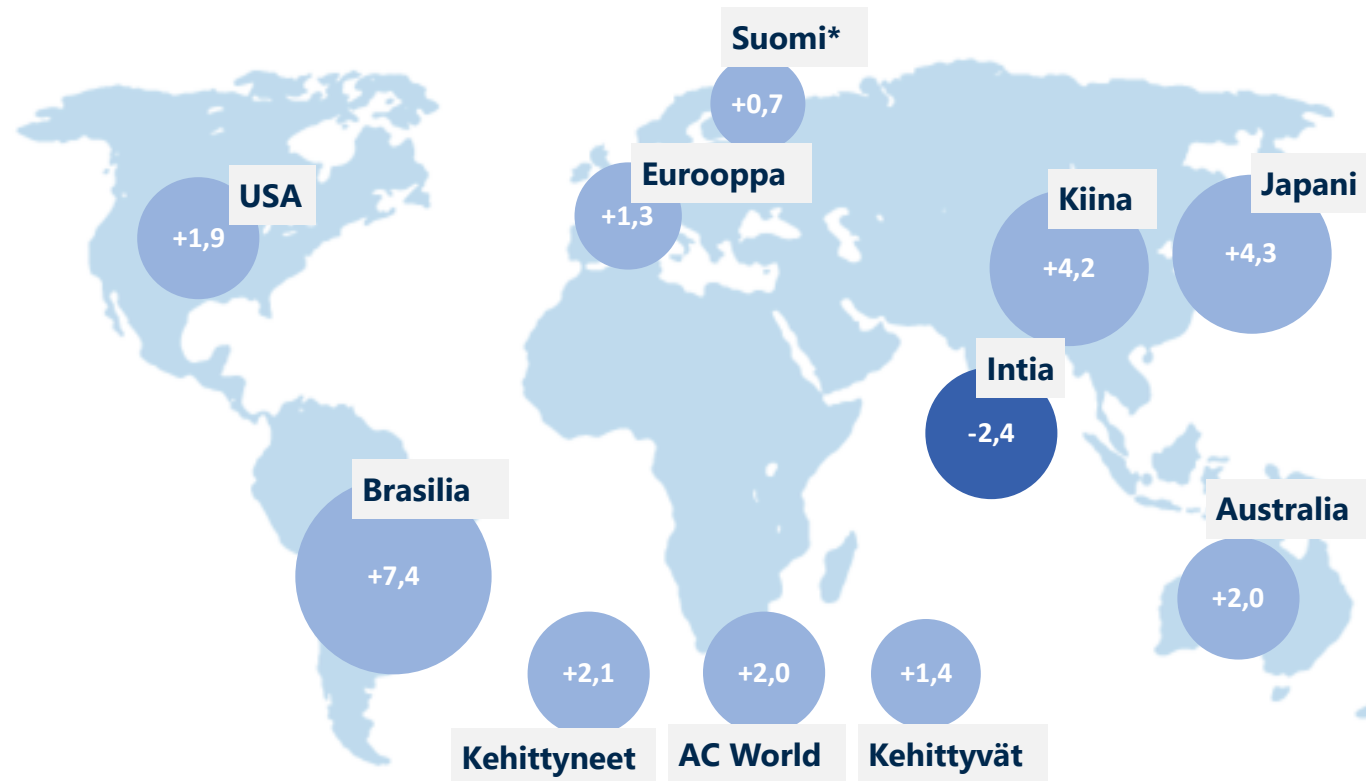 Suomi*
+0,7
Eurooppa
+1,3
USA
+1,9
Kiina
+4,2
Japani
+4,3
Intia
-2,4
Brasilia
+7,4
Australia
+2,0
+2,1
Kehittyneet
+2,0
AC World
+1,4
Kehittyvät